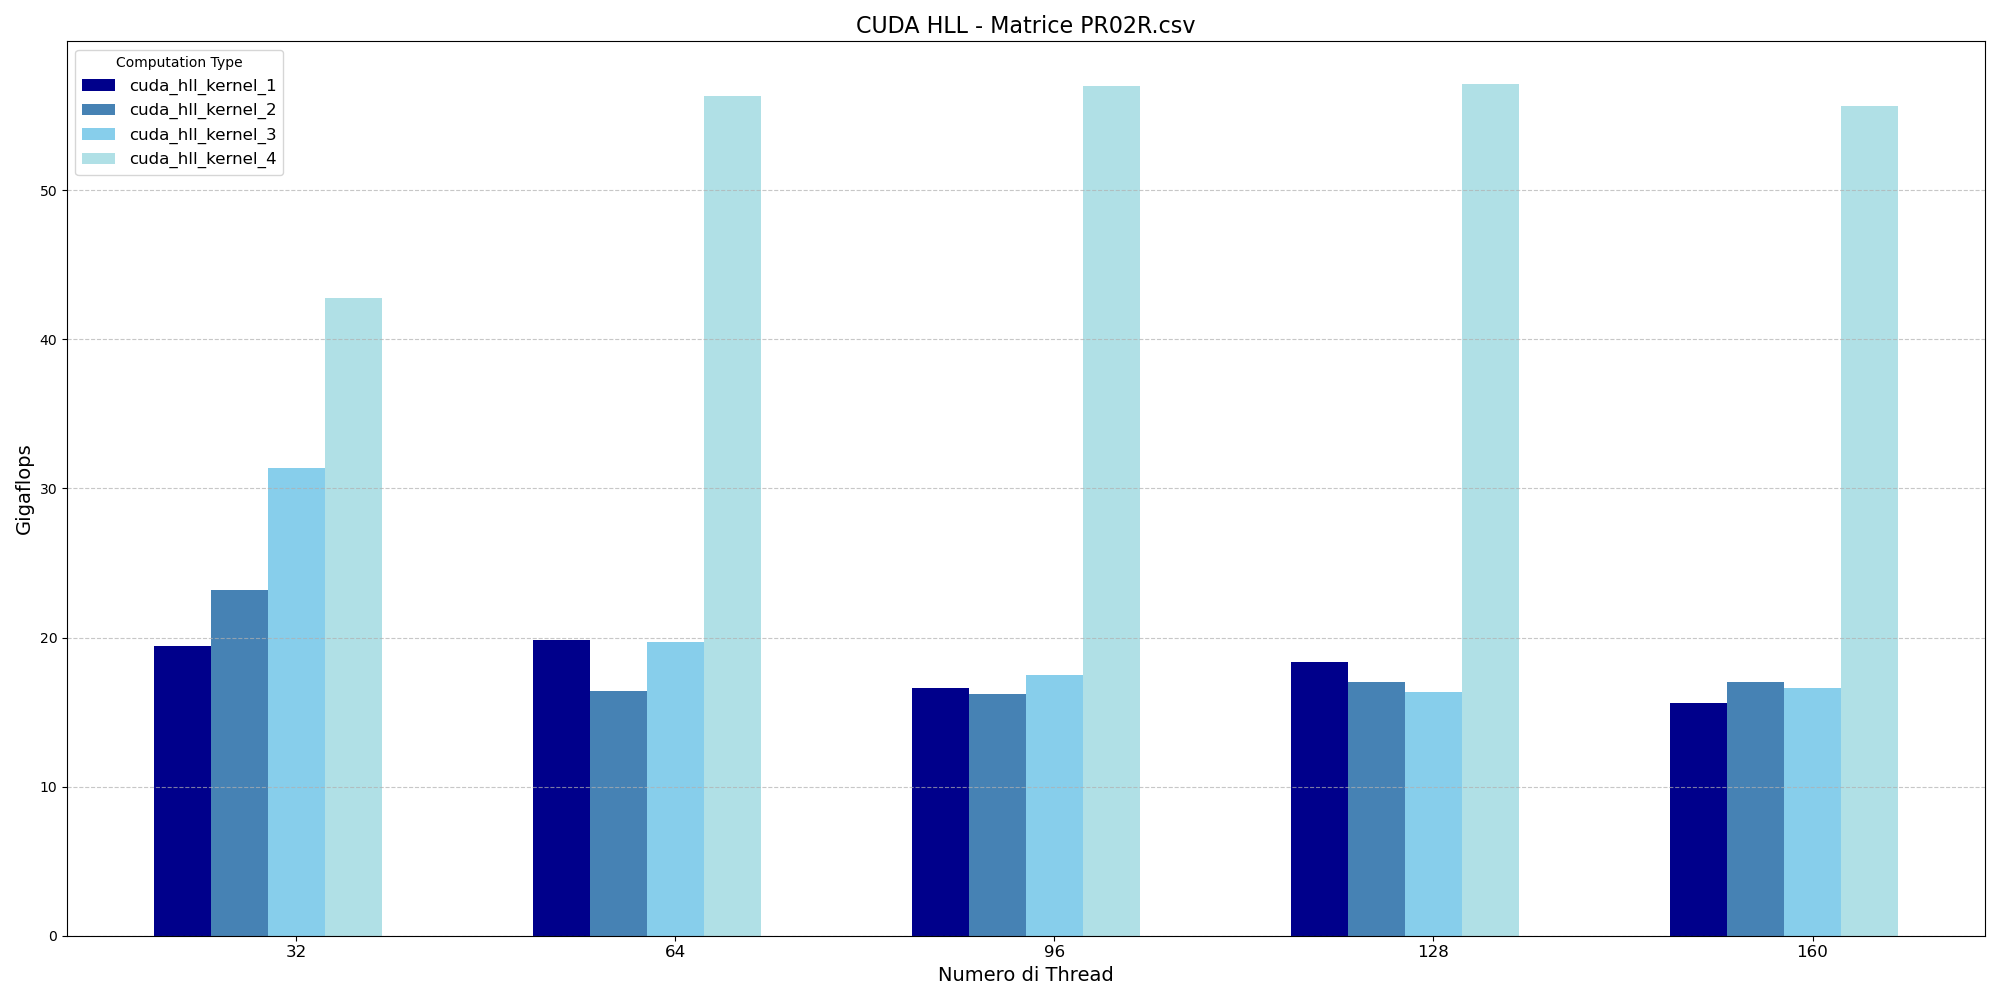 CUDA HLL - Matrice PR02R.csv
Computation Type
cuda_hll_kernel_1
cuda_hll_kernel_2
cuda_hll_kernel_3
cuda_hll_kernel_4
Gigaflops
50
40
30
20
10
0
32 64 96 128 160
Numero di Thread